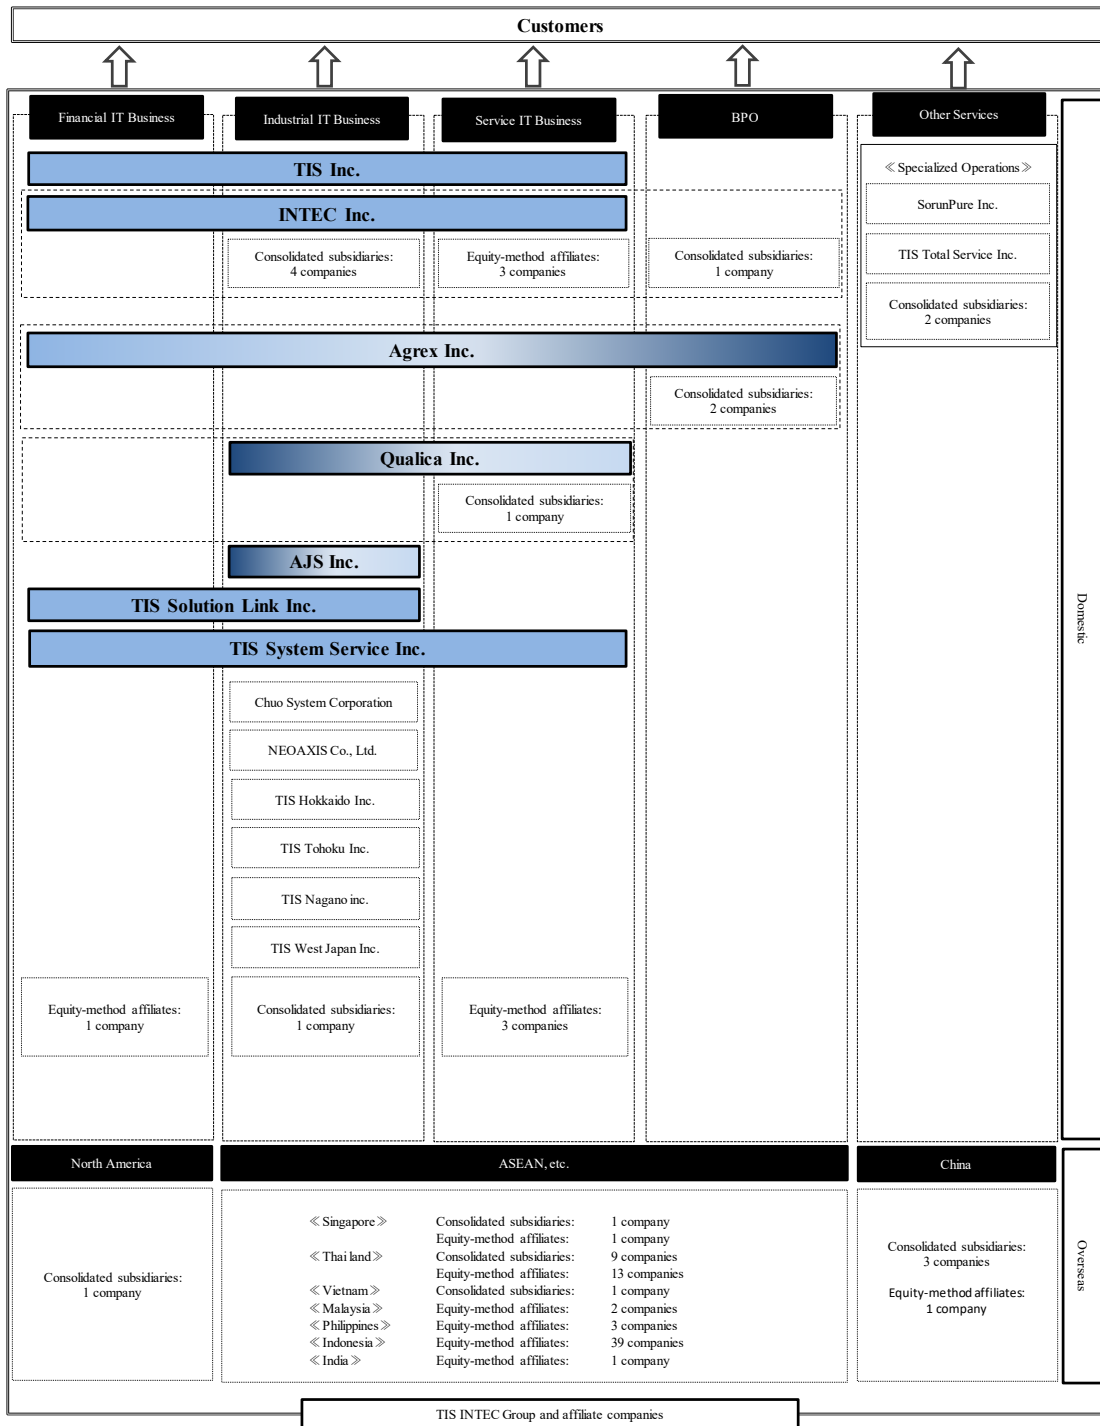 Customers
Financial IT Business
Industrial IT Business
Service IT Business
BPO
Other Services
TIS Inc.
INTEC Inc.
Consolidated subsidiaries:
4 companies
Equity-method affiliates:
3 companies
Consolidated subsidiaries:
1 company
≪Specialized Operations≫
SorunPure Inc.
TIS Total Service Inc.
Consolidated subsidiaries:
2 companies
Agrex Inc.
Consolidated subsidiaries:
2 companies
Qualica Inc.
Consolidated subsidiaries:
1 company
AJS Inc.
TIS Solution Link Inc.
TIS System Service Inc.
Chuo System Corporation
NEOAXIS Co., Ltd.
TIS Hokkaido Inc.
TIS Tohoku Inc.
TIS Nagano inc.
TIS West Japan Inc.
Equity-method affiliates:
1 company
Consolidated subsidiaries:
1 company
Equity-method affiliates:
3 companies
Domestic
North America
ASEAN, etc.
China
Consolidated subsidiaries:
1 company
≪Singapore≫ Consolidated subsidiaries: 1 company
Equity-method affiliates: 1 company
≪Thailand≫ Consolidated subsidiaries: 9 companies
Equity-method affiliates: 13 companies
≪Vietnam≫ Consolidated subsidiaries: 1 company
≪Malaysia≫ Equity-method affiliates: 2 companies
≪Philippines≫ Equity-method affiliates: 3 companies
≪Indonesia≫ Equity-method affiliates: 39 companies
≪India≫ Equity-method affiliates: 1 company
Consolidated subsidiaries:
3 companies
Equity-method affiliates:
1 company
Overseas
TIS INTEC Group and affiliate companies